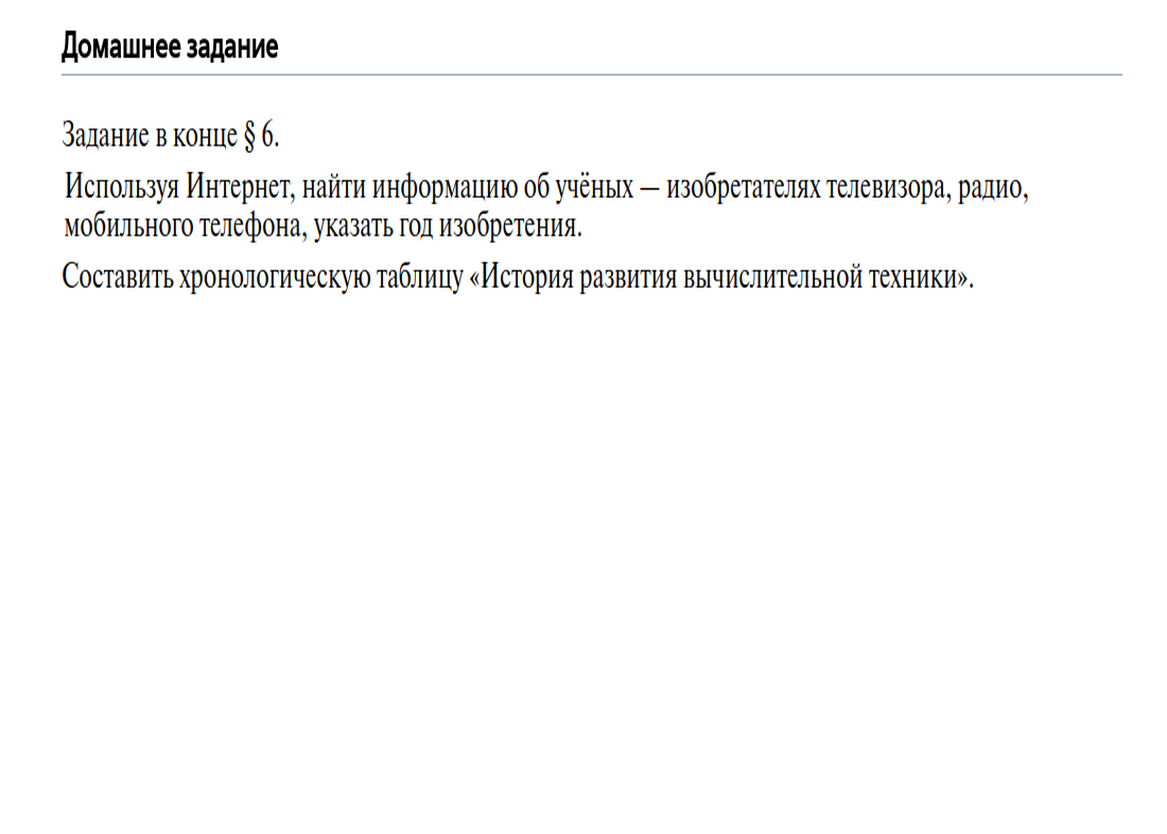 Домашнее задание
Задание в конце § 6.
Используя Интернет, найти информацию об учёных — изобретателях телевизора, радио,
мобильного телефона, указать год изобретения.
Составить хронологическую таблицу «История развития вычислительной техники».